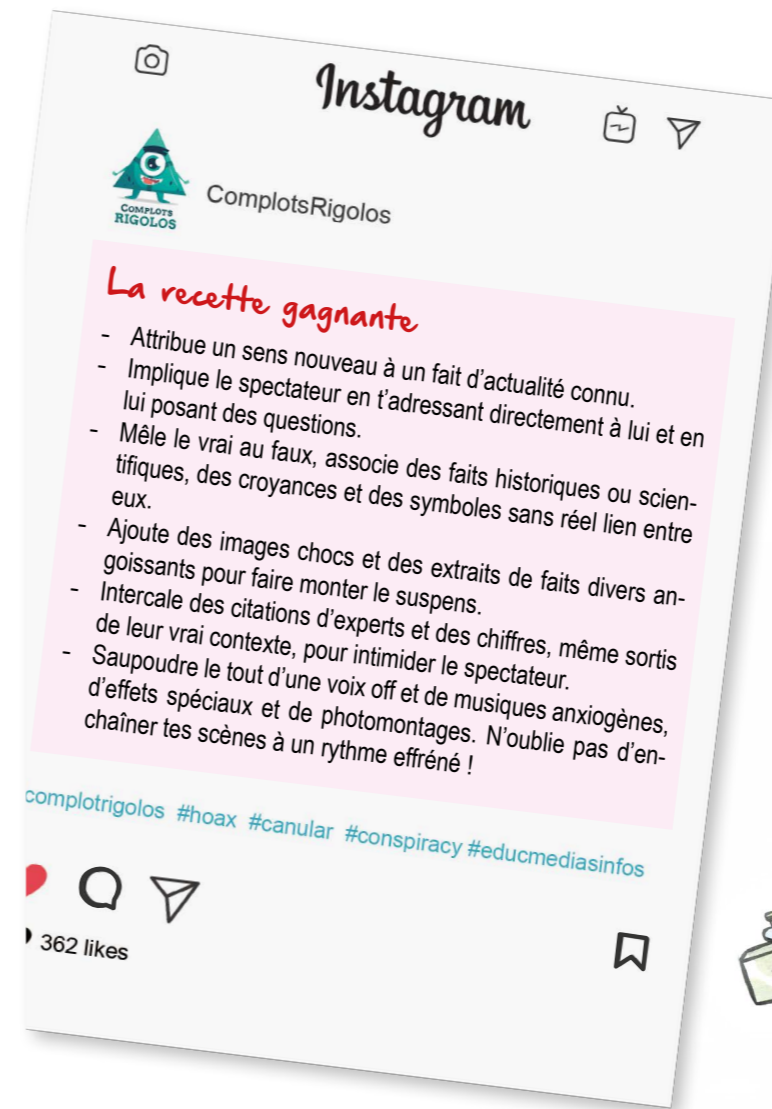 Instagram
COMPLOTS
RIGOLOS
ComplotsRigolos
La recette gagnante
- Attribue un sens nouveau à un fait d'actualité connu.
- Implique le spectateur en t'adressant directement à lui et en
lui posant des questions.
- Mêle le vrai au faux, associe des faits historiques ou scien-
tifiques, des croyances et des symboles sans réel lien entre
eux.
- Ajoute des images chocs et des extraits de faits divers an-
goissants pour faire monter le suspens.
- Intercale des citations d'experts et des chiffres, même sortis
de leur vrai contexte, pour intimider le spectateur.
- Saupoudre le tout d'une voix off et de musiques anxiogènes,
d'effets spéciaux et de photomontages. N'oublie pas d'en-
chaîner tes scènes à un rythme effréné !
complotrigolos #hoax #canular #conspiracy #educmediasinfos
362 likes